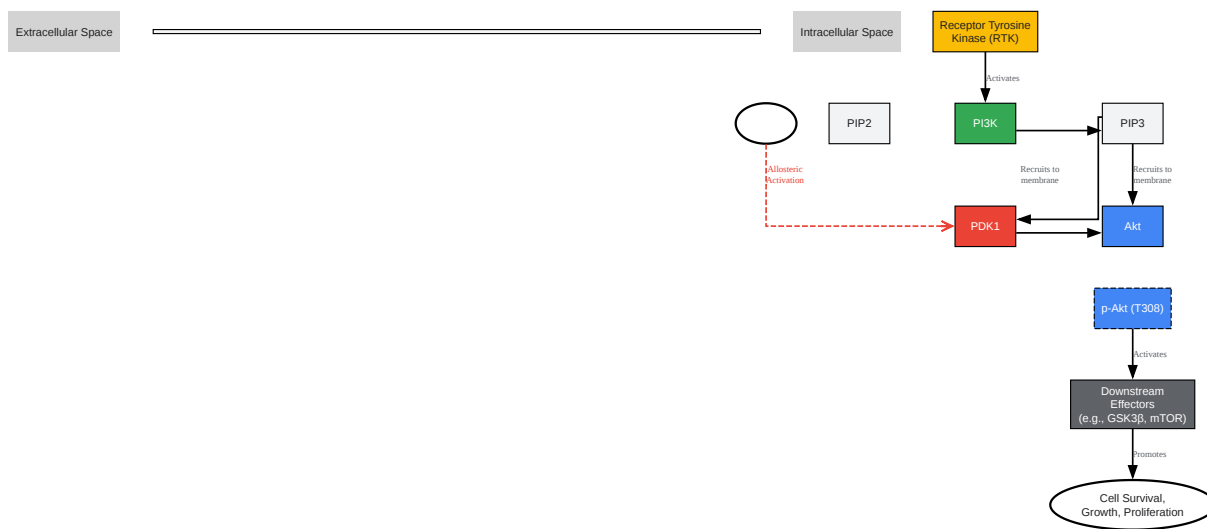 Extracellular Space
Intracellular Space
Receptor Tyrosine
Kinase (RTK)
Activates
PIP2
PI3K
PIP3
Allosteric
Activation
Recruits to
membrane
Recruits to
membrane
PDK1
Akt
p-Akt (T308)
Activates
Downstream
Effectors
(e.g., GSK3β, mTOR)
Promotes
Cell Survival,
Growth, Proliferation